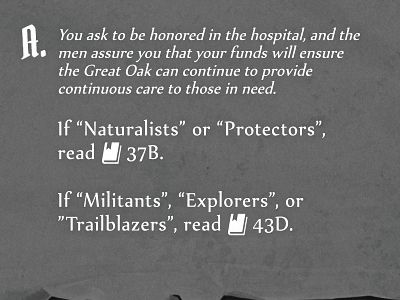 A. You ask to be honored in the hospital, and the
men assure you that your funds will ensure
the Great Oak can continue to provide
continuous care to those in need.
If “Naturalists” or “Protectors”,
read 37B.
If “Militants”, “Explorers”, or
”Trailblazers”, read 43D.